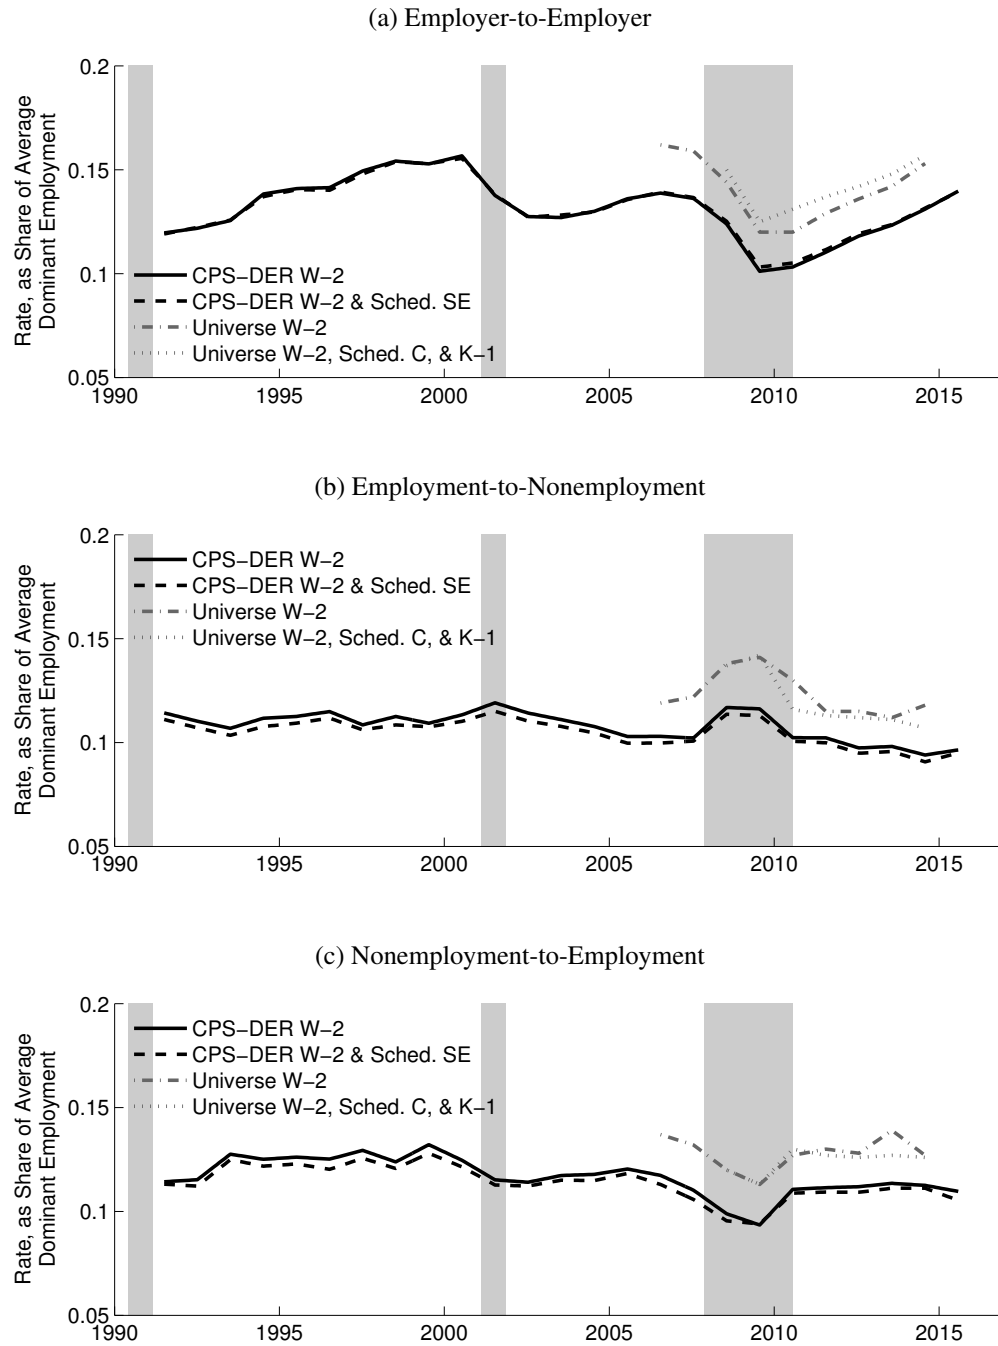 (a) Employer-to-Employer
Rate, as Share of Average
Dominant Employment
0.2
0.15
0.1
0.05
CPS−DER W−2
CPS−DER W−2 & Sched. SE
Universe W−2
Universe W−2, Sched. C, & K−1
1990 1995 2000 2005 2010 2015
(b) Employment-to-Nonemployment
Rate, as Share of Average
Dominant Employment
0.2
0.15
0.1
0.05
CPS−DER W−2
CPS−DER W−2 & Sched. SE
Universe W−2
Universe W−2, Sched. C, & K−1
1990 1995 2000 2005 2010 2015
(c) Nonemployment-to-Employment
Rate, as Share of Average
Dominant Employment
0.2
0.15
0.1
0.05
CPS−DER W−2
CPS−DER W−2 & Sched. SE
Universe W−2
Universe W−2, Sched. C, & K−1
1990 1995 2000 2005 2010 2015